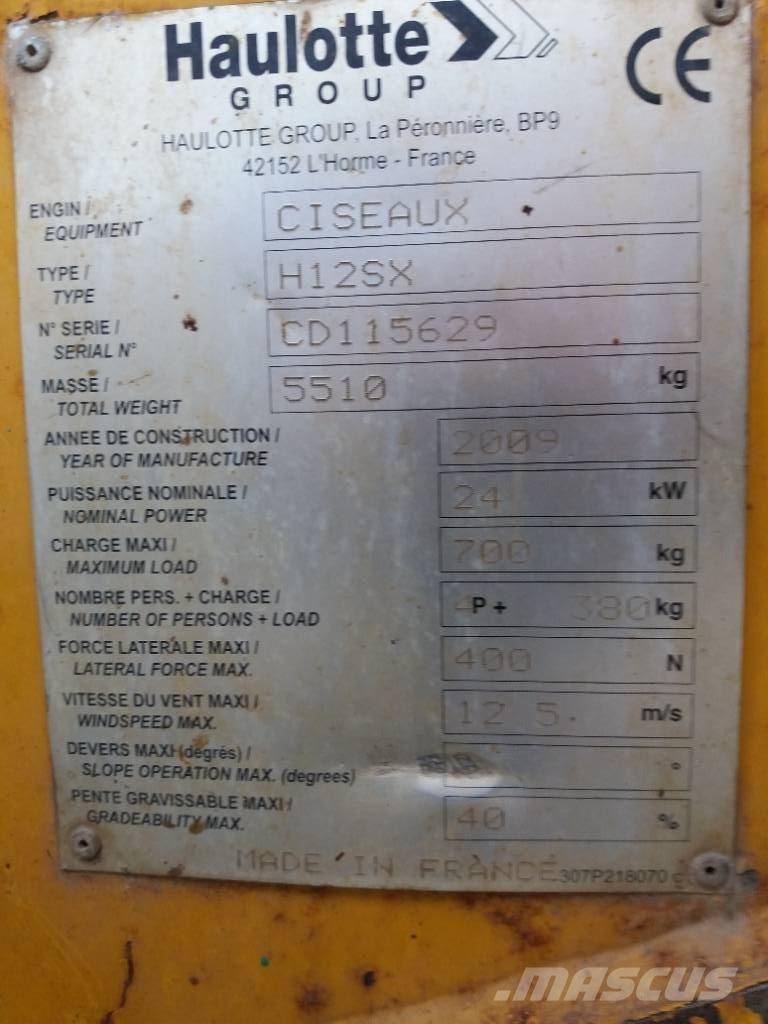 Haulotte
GROUP
CE
HAULOTTE GROUP, La Péronnière, BP9
42152 L'Horme - France
ENGIN / CISEAUX
EQUIPMENT
TYPE / H12SX
TYPE
N° SERIE / CD115629
SERIAL N°
MASSE / 5510 kg
TOTAL WEIGHT
ANNEE DE CONSTRUCTION / 2009
YEAR OF MANUFACTURE
PUISSANCE NOMINALE / 24 kW
NOMINAL POWER
CHARGE MAXI / 700 kg
MAXIMUM LOAD
NOMBRE PERS. + CHARGE / 4P + 380kg
NUMBER OF PERSONS + LOAD
FORCE LATERALE MAXI / 400 N
LATERAL FORCE MAX.
VITESSE DU VENT MAXI / 12 5. m/s
WINDSPEED MAX.
DEVERS MAXI (degrés) / °
SLOPE OPERATION MAX. (degrees)
PENTE GRAVISSABLE MAXI / 40 %
GRADEABILITY MAX.
MADE IN FRANCE 307P218070 c
MASCUS